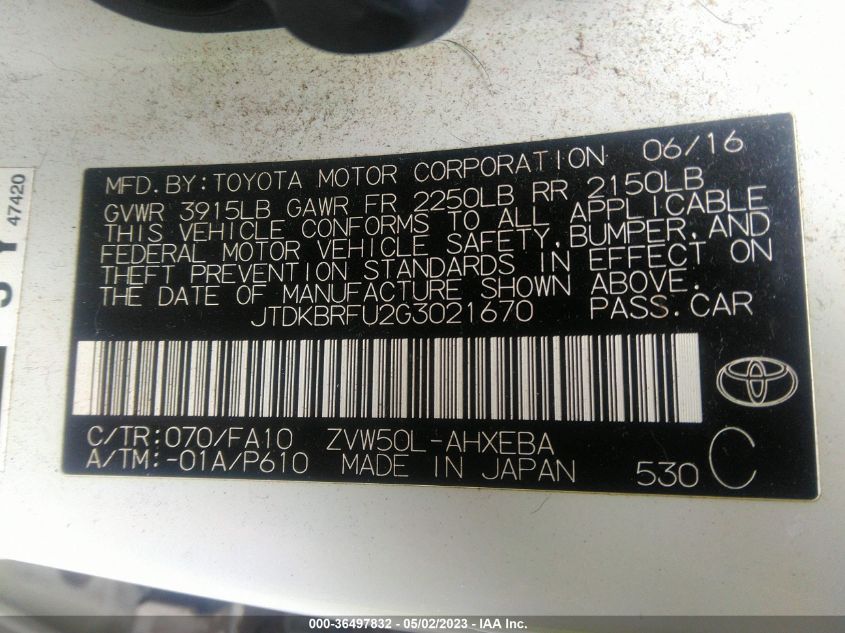 MFD. BY: TOYOTA MOTOR CORPORATION 06/16
GVWR 3915LB GAWR FR 2250LB RR 2150LB
THIS VEHICLE CONFORMS TO ALL APPLICABLE
FEDERAL MOTOR VEHICLE SAFETY, BUMPER, AND
THEFT PREVENTION STANDARDS IN EFFECT ON
THE DATE OF MANUFACTURE SHOWN ABOVE.
JTDKBRFU2G3021670 PASS. CAR
C/TR: 070/FA10 ZVW50L-AHXEBA
A/TM: -01A/P610 MADE IN JAPAN 530 C
47420
000-36497832 - 05/02/2023 - IAA Inc.